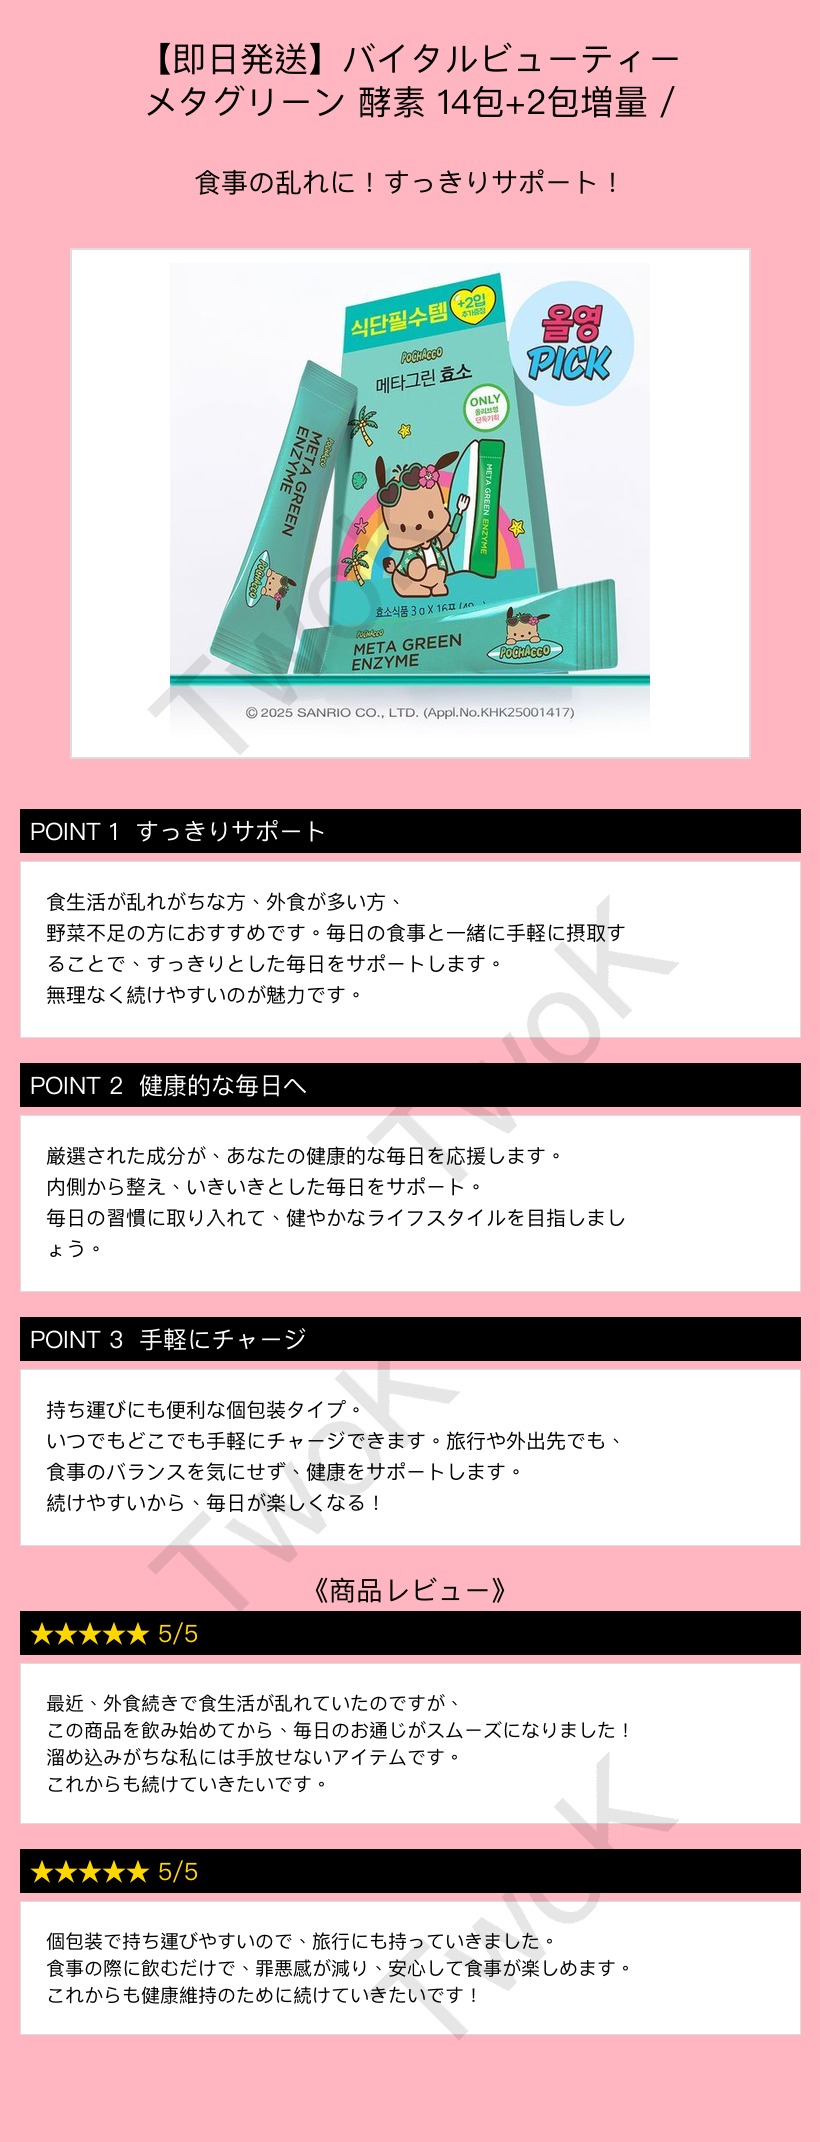 【即日発送】バイタルビューティー
メタグリーン 酵素 14包+2包増量 /
食事の乱れに！すっきりサポート！
식단필수템
+2입
추가증정
올영
PICK
POCHACCO
메타그린 효소
ONLY
올리브영
단독기획
META GREEN ENZYME
POCHACCO
META GREEN
ENZYME
POCHACCO
효소식품 3 g X 16포
POCHACCO
META GREEN
ENZYME
POCHACCO
© 2025 SANRIO CO., LTD. (Appl.No.KHK25001417)
TwoK
POINT 1 すっきりサポート
食生活が乱れがちな方、外食が多い方、
野菜不足の方におすすめです。毎日の食事と一緒に手軽に摂取す
ることで、すっきりとした毎日をサポートします。
無理なく続けやすいのが魅力です。
TwoK
POINT 2 健康的な毎日へ
厳選された成分が、あなたの健康的な毎日を応援します。
内側から整え、いきいきとした毎日をサポート。
毎日の習慣に取り入れて、健やかなライフスタイルを目指しまし
ょう。
POINT 3 手軽にチャージ
持ち運びにも便利な個包装タイプ。
いつでもどこでも手軽にチャージできます。旅行や外出先でも、
食事のバランスを気にせず、健康をサポートします。
続けやすいから、毎日が楽しくなる！
TwoK
《商品レビュー》
★★★★★ 5/5
最近、外食続きで食生活が乱れていたのですが、
この商品を飲み始めてから、毎日のお通じがスムーズになりました！
溜め込みがちな私には手放せないアイテムです。
これからも続けていきたいです。
★★★★★ 5/5
個包装で持ち運びやすいので、旅行にも持っていきました。
食事の際に飲むだけで、罪悪感が減り、安心して食事が楽しめます。
これからも健康維持のために続けていきたいです！
TwoK